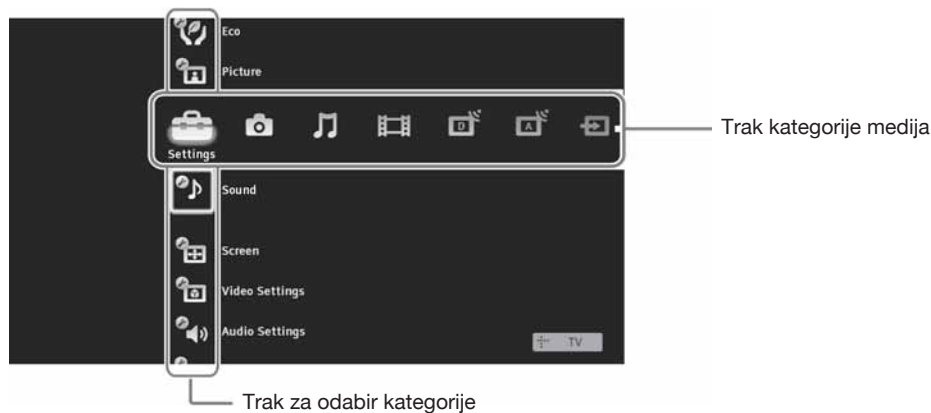 Eco
Picture
Settings
D
A
Trak kategorije medija
Sound
Screen
Video Settings
Audio Settings
TV
Trak za odabir kategorije